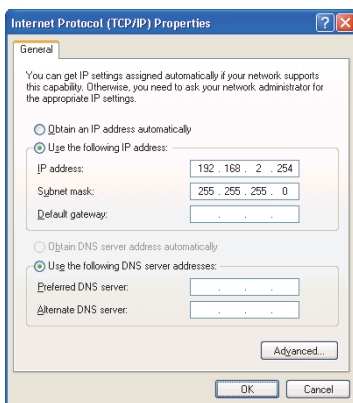 Internet Protocol (TCP/IP) Properties
General
You can get IP settings assigned automatically if your network supports
this capability. Otherwise, you need to ask your network administrator for
the appropriate IP settings.
Obtain an IP address automatically
Use the following IP address:
IP address: 192 . 168 . 2 . 254
Subnet mask: 255 . 255 . 255 . 0
Default gateway: . . .
Obtain DNS server address automatically
Use the following DNS server addresses:
Preferred DNS server: . . .
Alternate DNS server: . . .
Advanced...
OK Cancel